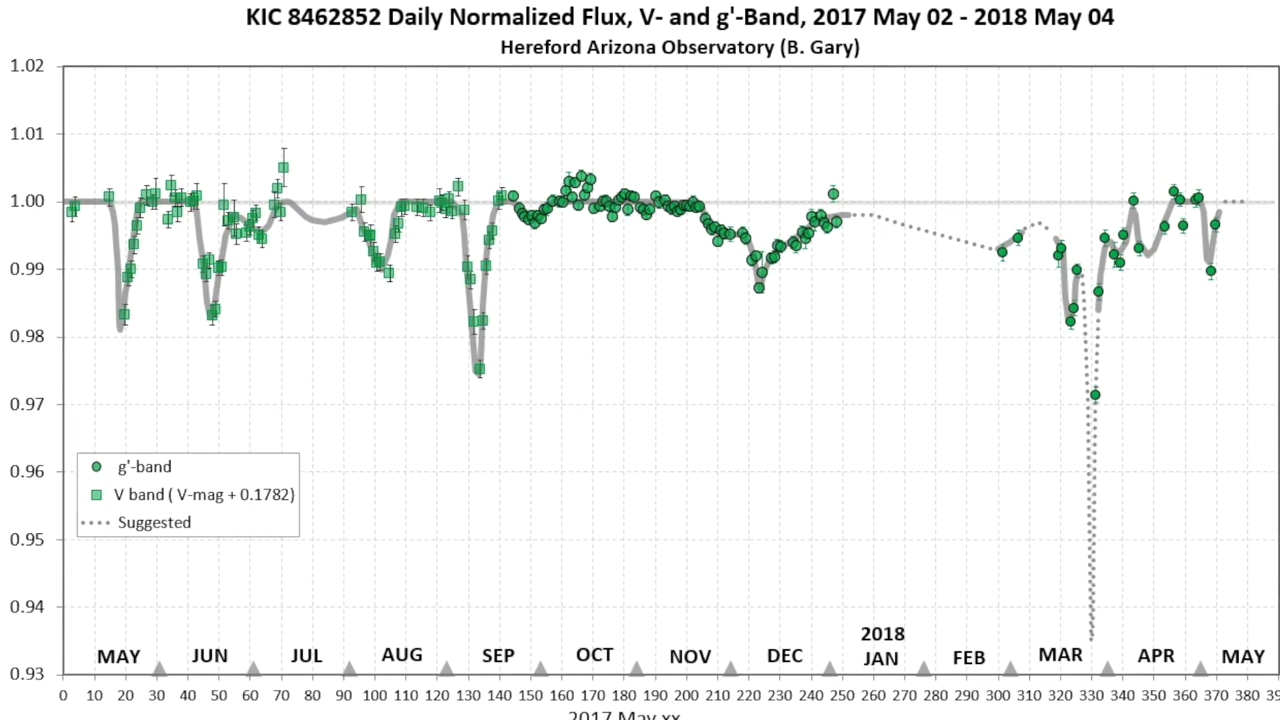 KIC 8462852 Daily Normalized Flux, V- and g'-Band, 2017 May 02 - 2018 May 04
Hereford Arizona Observatory (B. Gary)
1.02
1.01
1.00
0.99
0.98
0.97
0.96
0.95
0.94
0.93
g'-band
V band ( V-mag + 0.1782)
Suggested
2018
MAY JUN JUL AUG SEP OCT NOV DEC JAN FEB MAR APR MAY
0 10 20 30 40 50 60 70 80 90 100 110 120 130 140 150 160 170 180 190 200 210 220 230 240 250 260 270 280 290 300 310 320 330 340 350 360 370 380 39
2017 May xx